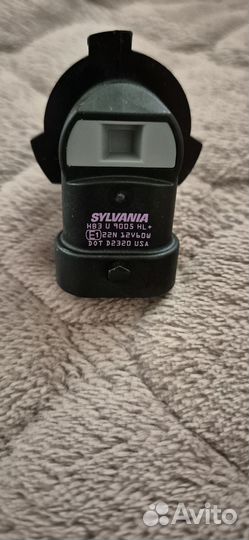 SYLVANIA
HB3 U 9005 HL+
E1 22N 12V60W
DOT D2320 USA
Avito